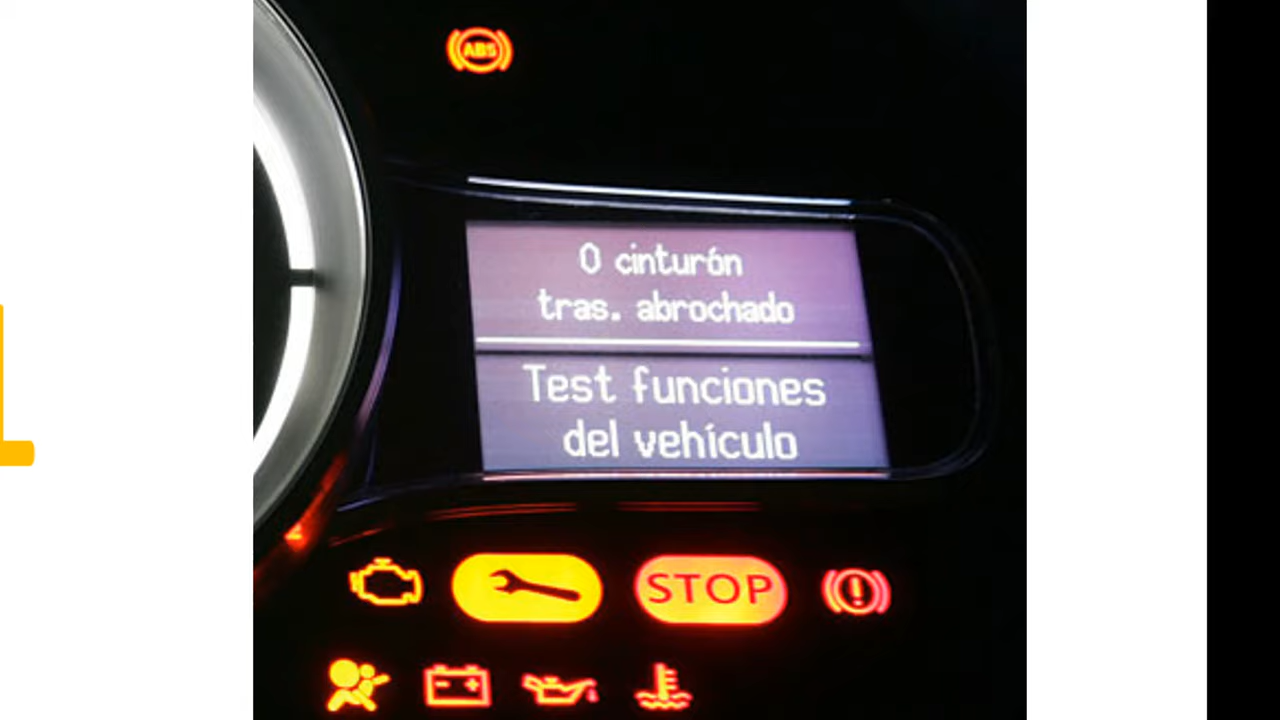 ABS
0 cinturón
tras. abrochado
Test funciones
del vehículo
STOP